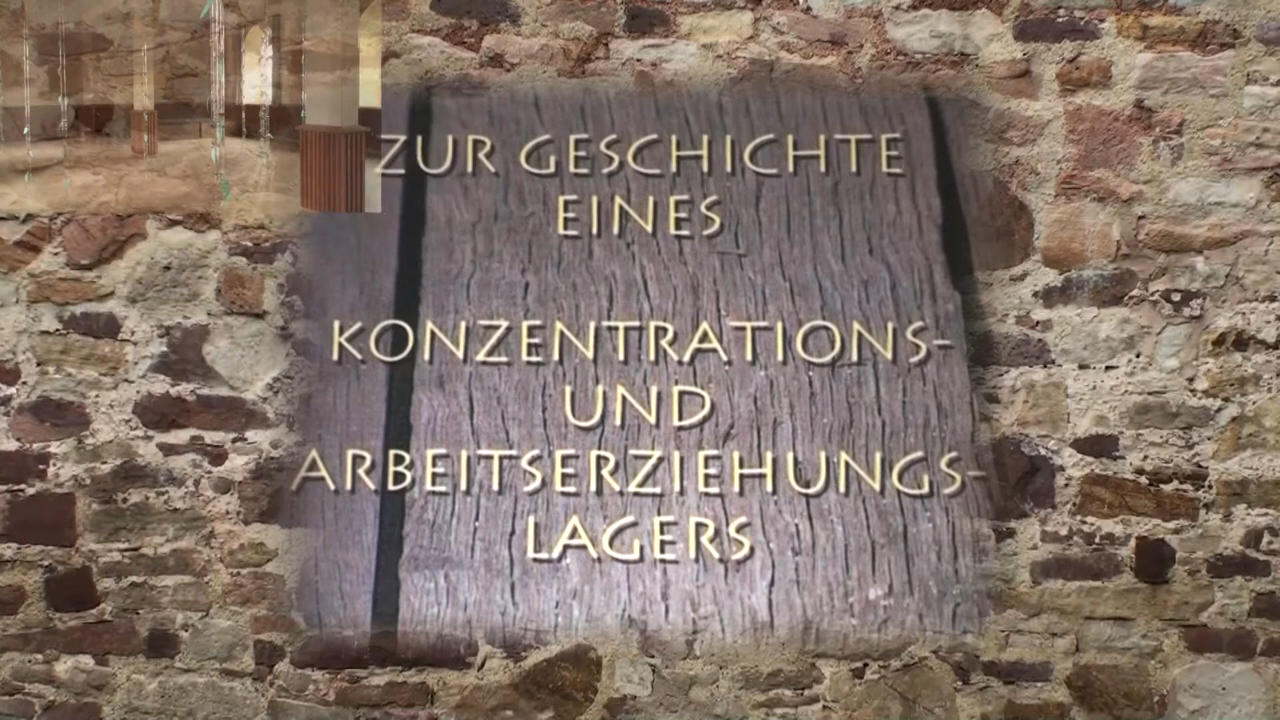 ZUR GESCHICHTE
EINES
KONZENTRATIONS-
UND
ARBEITSERZIEHUNGS-
LAGERS